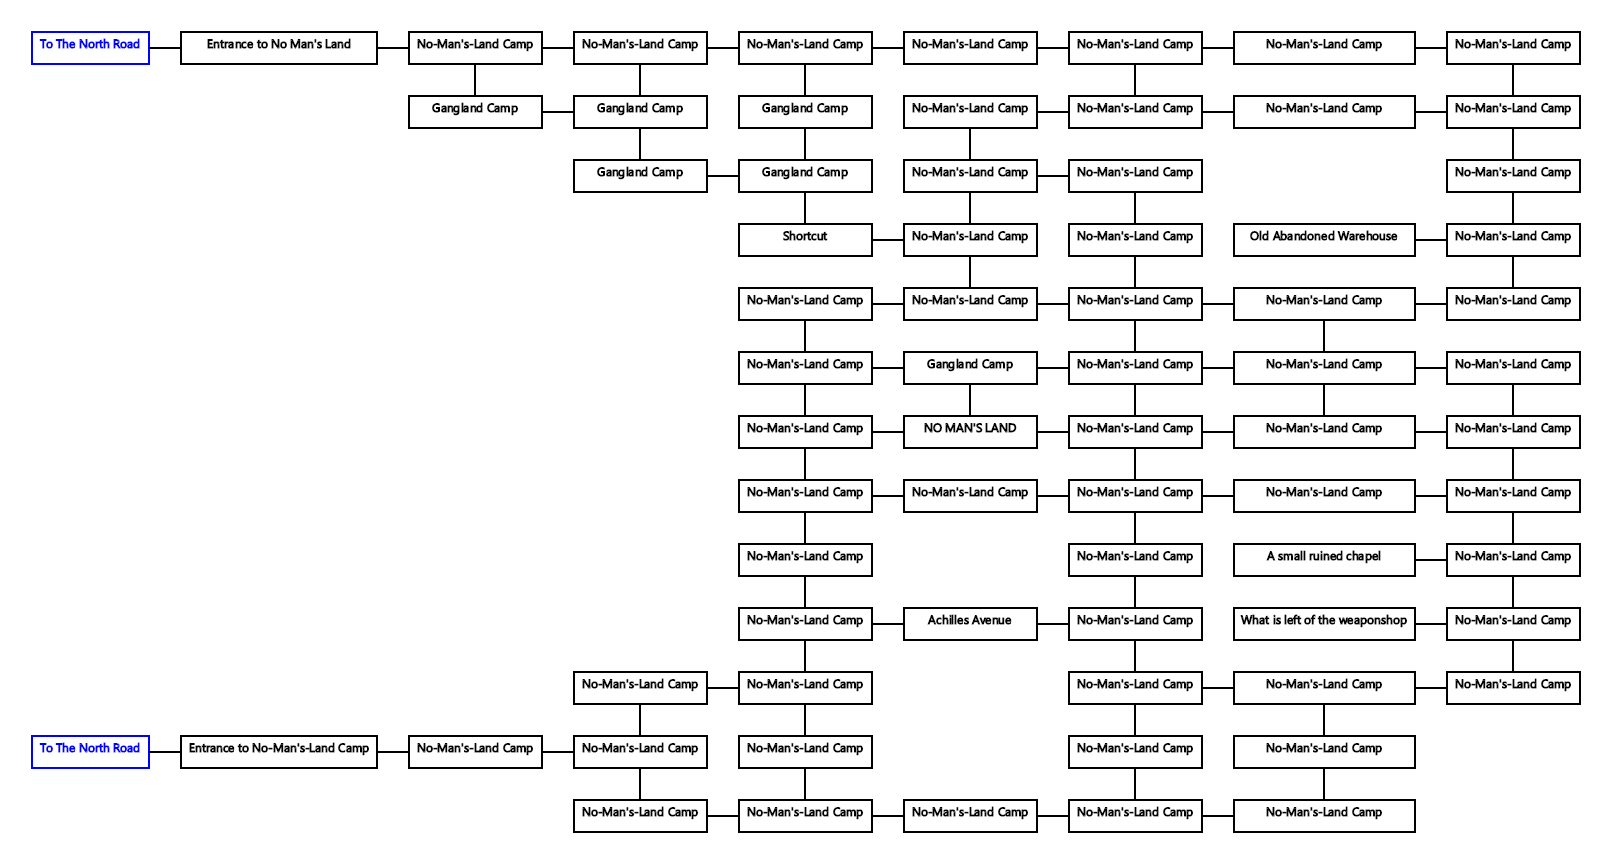 To The North Road
Entrance to No Man's Land
No-Man's-Land Camp
No-Man's-Land Camp
No-Man's-Land Camp
No-Man's-Land Camp
No-Man's-Land Camp
No-Man's-Land Camp
No-Man's-Land Camp
Gangland Camp
Gangland Camp
Gangland Camp
No-Man's-Land Camp
No-Man's-Land Camp
No-Man's-Land Camp
No-Man's-Land Camp
Gangland Camp
Gangland Camp
No-Man's-Land Camp
No-Man's-Land Camp
No-Man's-Land Camp
Shortcut
No-Man's-Land Camp
No-Man's-Land Camp
Old Abandoned Warehouse
No-Man's-Land Camp
No-Man's-Land Camp
No-Man's-Land Camp
No-Man's-Land Camp
No-Man's-Land Camp
No-Man's-Land Camp
No-Man's-Land Camp
Gangland Camp
No-Man's-Land Camp
No-Man's-Land Camp
No-Man's-Land Camp
No-Man's-Land Camp
NO MAN'S LAND
No-Man's-Land Camp
No-Man's-Land Camp
No-Man's-Land Camp
No-Man's-Land Camp
No-Man's-Land Camp
No-Man's-Land Camp
No-Man's-Land Camp
No-Man's-Land Camp
No-Man's-Land Camp
No-Man's-Land Camp
A small ruined chapel
No-Man's-Land Camp
No-Man's-Land Camp
Achilles Avenue
No-Man's-Land Camp
What is left of the weaponshop
No-Man's-Land Camp
No-Man's-Land Camp
No-Man's-Land Camp
No-Man's-Land Camp
No-Man's-Land Camp
No-Man's-Land Camp
To The North Road
Entrance to No-Man's-Land Camp
No-Man's-Land Camp
No-Man's-Land Camp
No-Man's-Land Camp
No-Man's-Land Camp
No-Man's-Land Camp
No-Man's-Land Camp
No-Man's-Land Camp
No-Man's-Land Camp
No-Man's-Land Camp
No-Man's-Land Camp